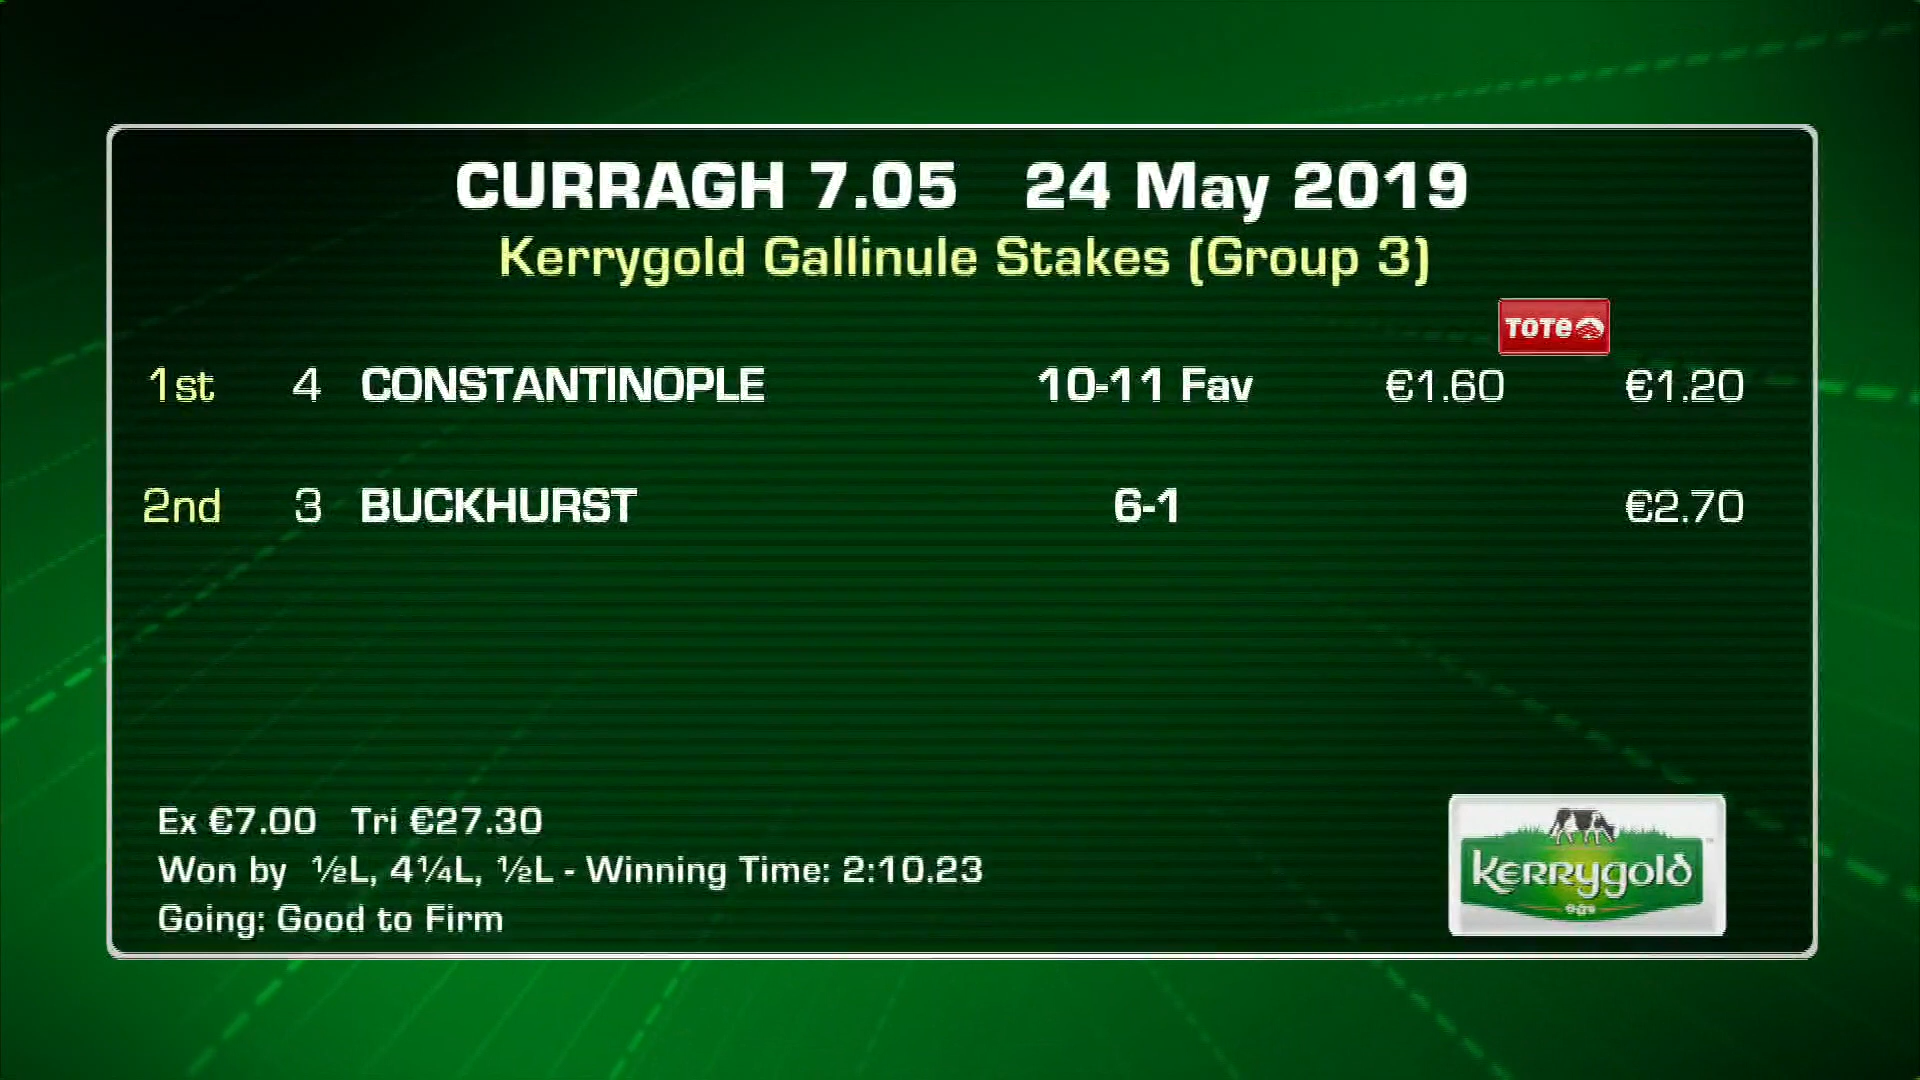 CURRAGH 7.05 24 May 2019
Kerrygold Gallinule Stakes (Group 3)
TOTE
1st 4 CONSTANTINOPLE 10-11 Fav €1.60 €1.20
2nd 3 BUCKHURST 6-1 €2.70
Ex €7.00 Tri €27.30
Won by ½L, 4¼L, ½L - Winning Time: 2:10.23
Going: Good to Firm
Kerrygold